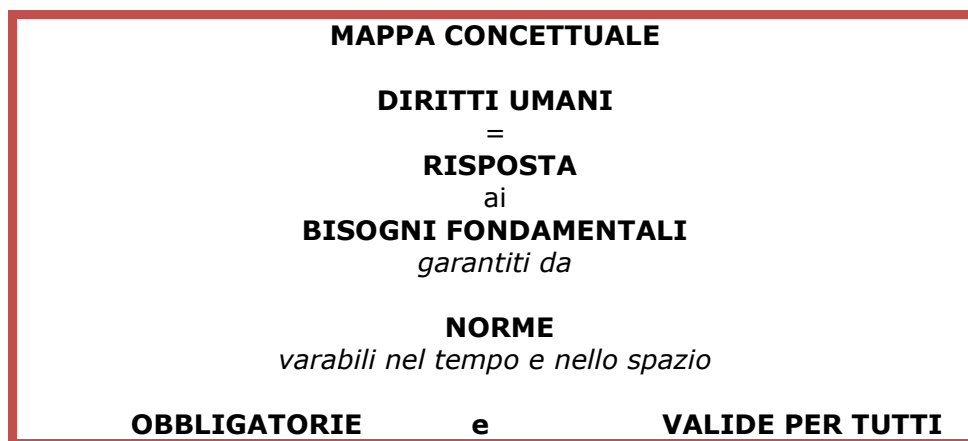 MAPPA CONCETTUALE
DIRITTI UMANI
=
RISPOSTA
ai
BISOGNI FONDAMENTALI
garantiti da
NORME
varabili nel tempo e nello spazio
OBBLIGATORIE e VALIDE PER TUTTI